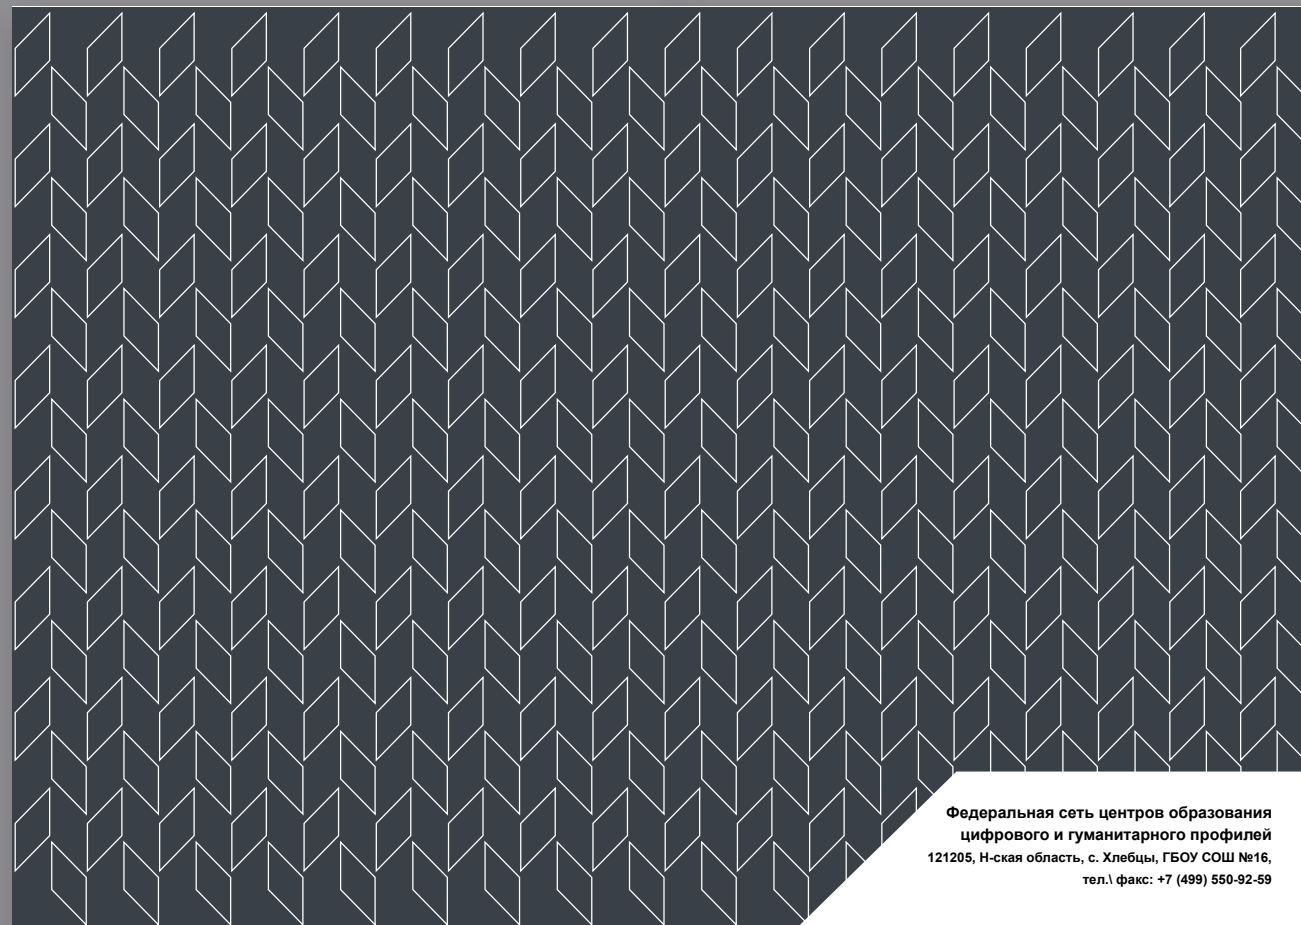 Федеральная сеть центров образования
цифрового и гуманитарного профилей
121205, Н-ская область, с. Хлебцы, ГБОУ СОШ №16,
тел.\ факс: +7 (499) 550-92-59